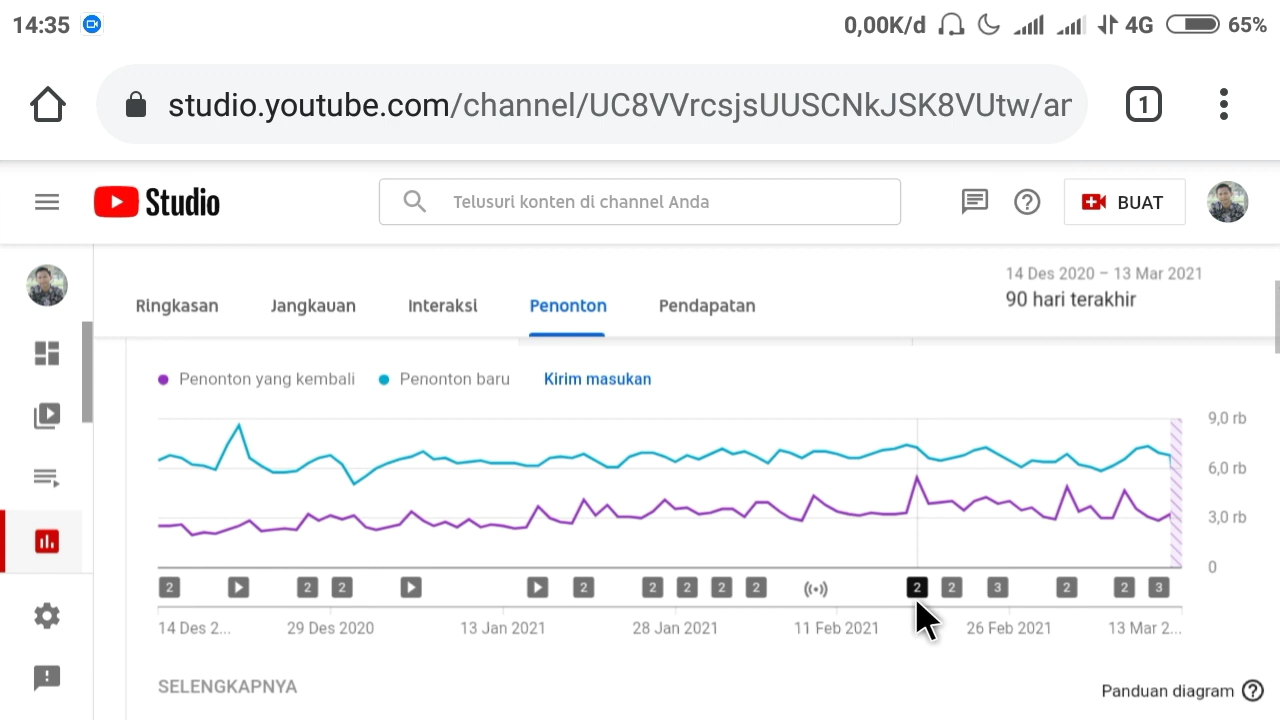 14:35 0,00K/d 4G 65%
studio.youtube.com/channel/UC8VVrcsjsUUSCNkJSK8VUtw/ar 1
Studio Telusuri konten di channel Anda BUAT
14 Des 2020 – 13 Mar 2021
Ringkasan Jangkauan Interaksi Penonton Pendapatan 90 hari terakhir
Penonton yang kembali Penonton baru Kirim masukan
9,0 rb
6,0 rb
3,0 rb
0
2 2 2 2 2 2 2 2 2 2 3 2 2 3
14 Des 2... 29 Des 2020 13 Jan 2021 28 Jan 2021 11 Feb 2021 26 Feb 2021 13 Mar 2...
SELENGKAPNYA Panduan diagram